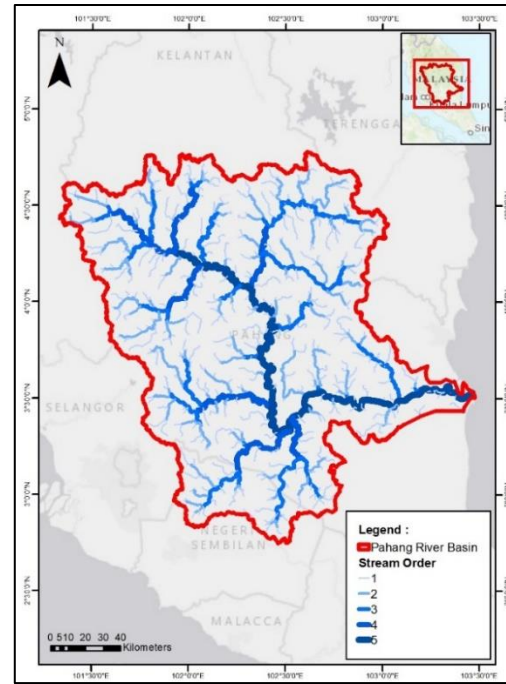 101°30'0"E 102°0'0"E 102°30'0"E 103°0'0"E 103°30'0"E
N
KELANTAN
MALAYSIA
Sin
5°0'0"N
TERENGGA
4°30'0"N
PAHANG
SELANGOR
3°30'0"N
3°0'0"N
NEGERI
SEMBILAN
MALACCA
2°30'0"N
Legend :
Pahang River Basin
Stream Order
1
2
3
4
5
0 5 10 20 30 40
Kilometers
101°30'0"E 102°0'0"E 102°30'0"E 103°0'0"E 103°30'0"E